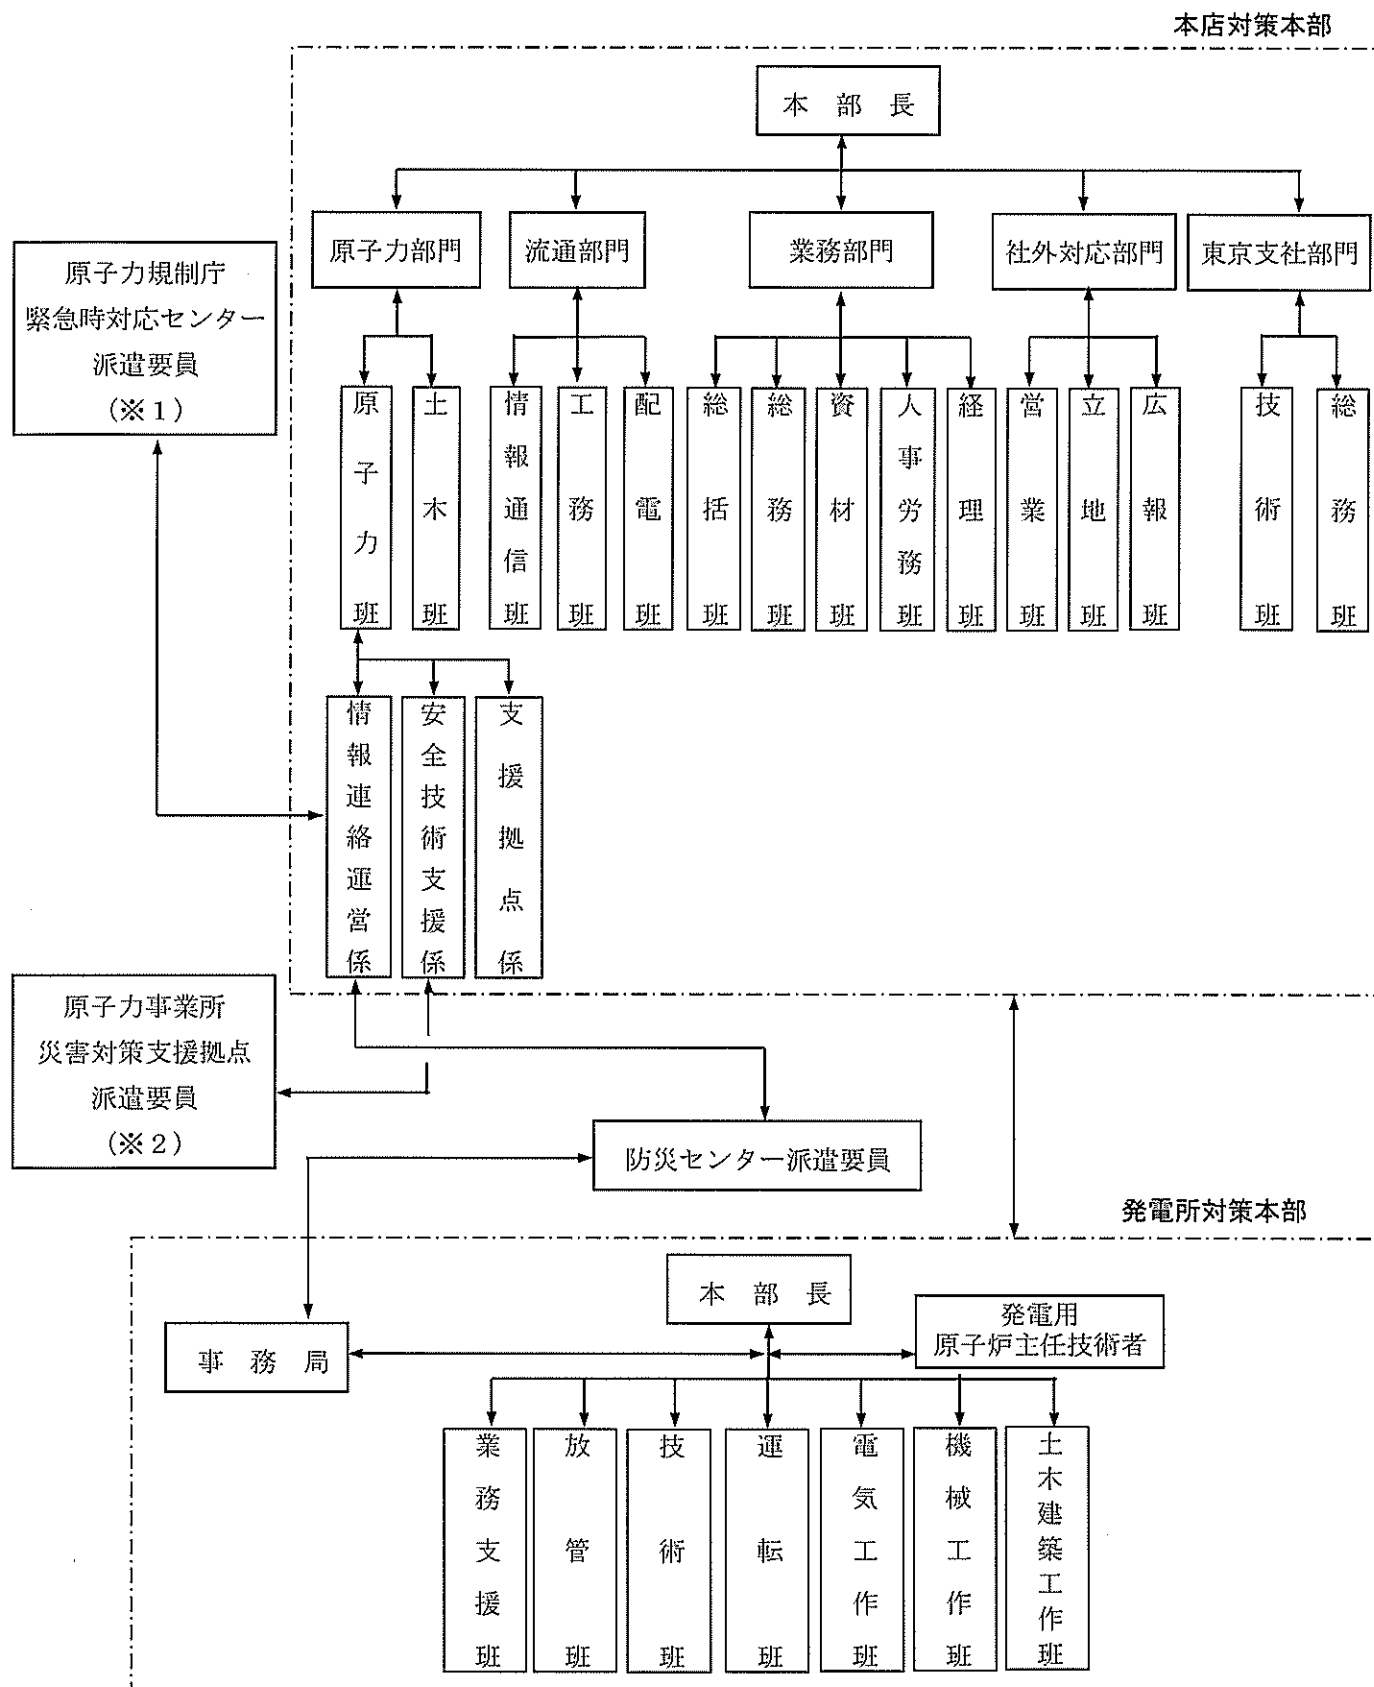 本店対策本部
本部長
原子力部門
流通部門
業務部門
社外対応部門
東京支社部門
原子力規制庁
緊急時対応センター
派遣要員
(※1)
原子力班
土木班
情報通信班
工務班
配電班
総括班
総務班
資材班
人事労務班
経理班
営業班
立地班
広報班
技術班
総務班
情報連絡運営係
安全技術支援係
支援拠点係
原子力事業所
災害対策支援拠点
派遣要員
(※2)
防災センター派遣要員
発電所対策本部
本部長
発電用
原子炉主任技術者
事務局
業務支援班
放管班
技術班
運転班
電気工作班
機械工作班
土木建築工作班